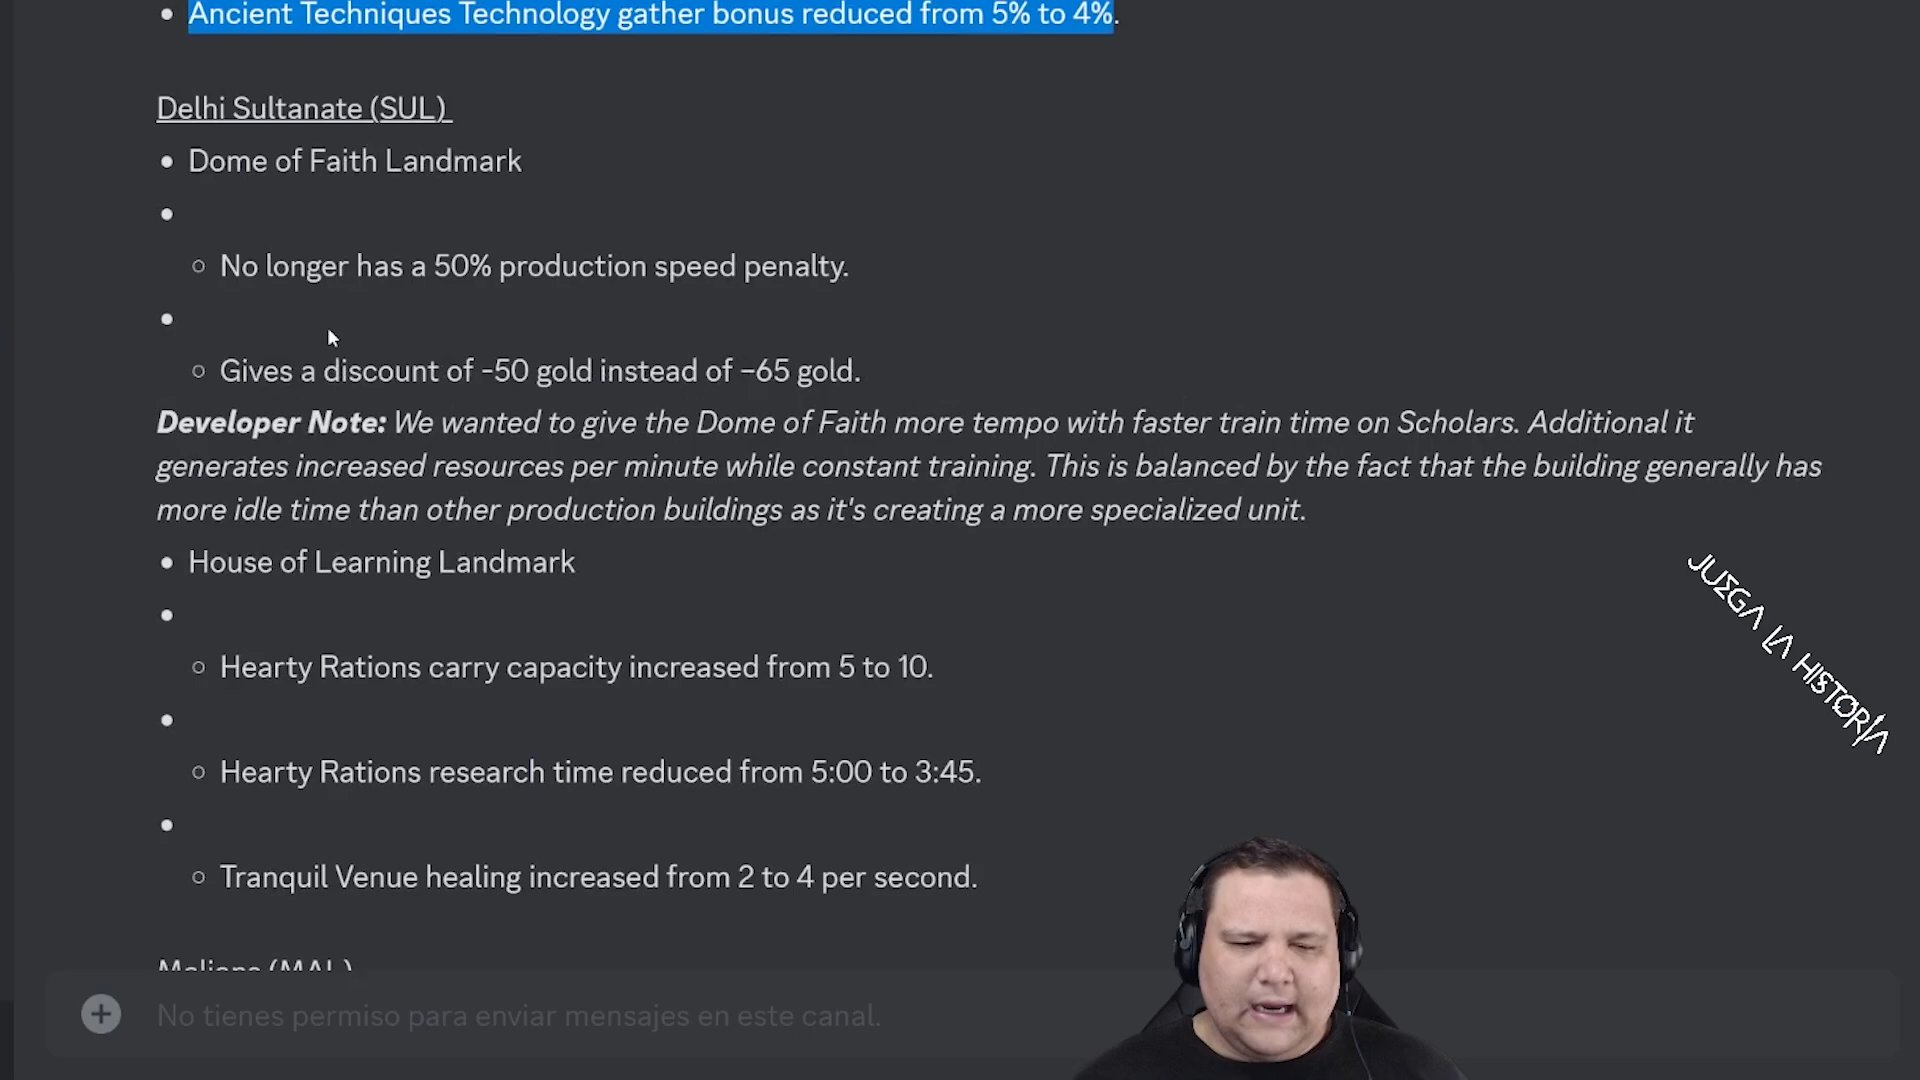 Ancient Techniques Technology gather bonus reduced from 5% to 4%.
Delhi Sultanate (SUL)
Dome of Faith Landmark
No longer has a 50% production speed penalty.
Gives a discount of -50 gold instead of –65 gold.
Developer Note: We wanted to give the Dome of Faith more tempo with faster train time on Scholars. Additional it
generates increased resources per minute while constant training. This is balanced by the fact that the building generally has
more idle time than other production buildings as it's creating a more specialized unit.
House of Learning Landmark
Hearty Rations carry capacity increased from 5 to 10.
Hearty Rations research time reduced from 5:00 to 3:45.
Tranquil Venue healing increased from 2 to 4 per second.
Malians (MAL)
No tienes permiso para enviar mensajes en este canal.
JUEGA LA HISTORIA